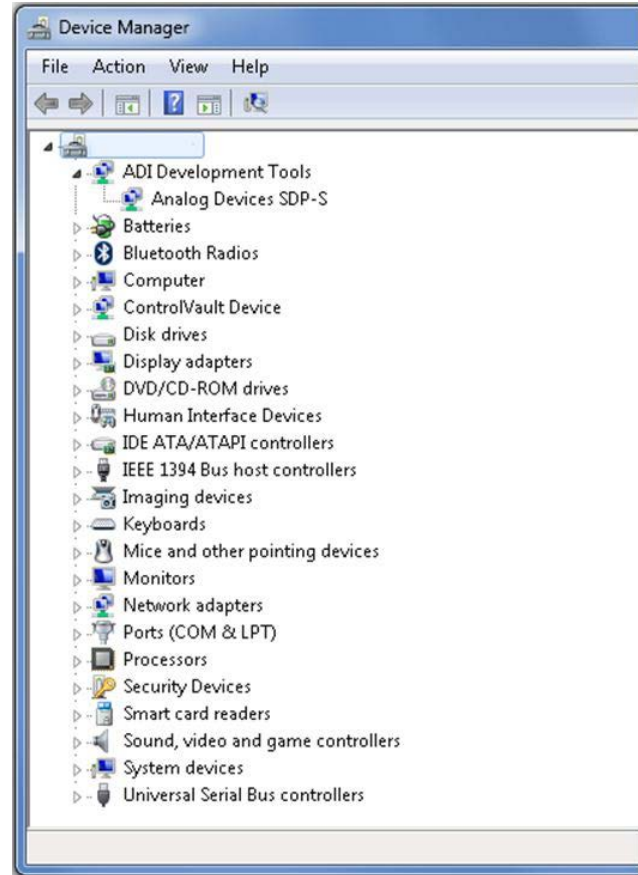 Device Manager
File Action View Help
ADI Development Tools
Analog Devices SDP-S
Batteries
Bluetooth Radios
Computer
ControlVault Device
Disk drives
Display adapters
DVD/CD-ROM drives
Human Interface Devices
IDE ATA/ATAPI controllers
IEEE 1394 Bus host controllers
Imaging devices
Keyboards
Mice and other pointing devices
Monitors
Network adapters
Ports (COM & LPT)
Processors
Security Devices
Smart card readers
Sound, video and game controllers
System devices
Universal Serial Bus controllers